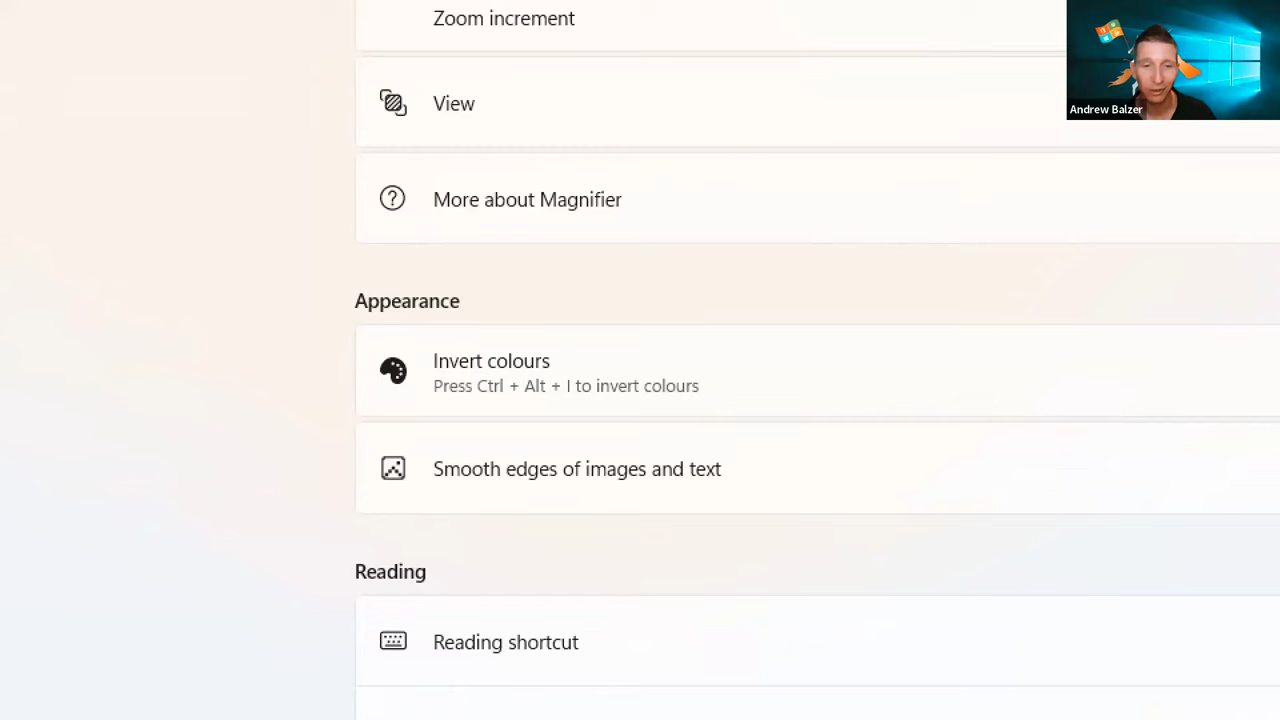 Zoom increment
View
Andrew Balzer
More about Magnifier
Appearance
Invert colours
Press Ctrl + Alt + I to invert colours
Smooth edges of images and text
Reading
Reading shortcut